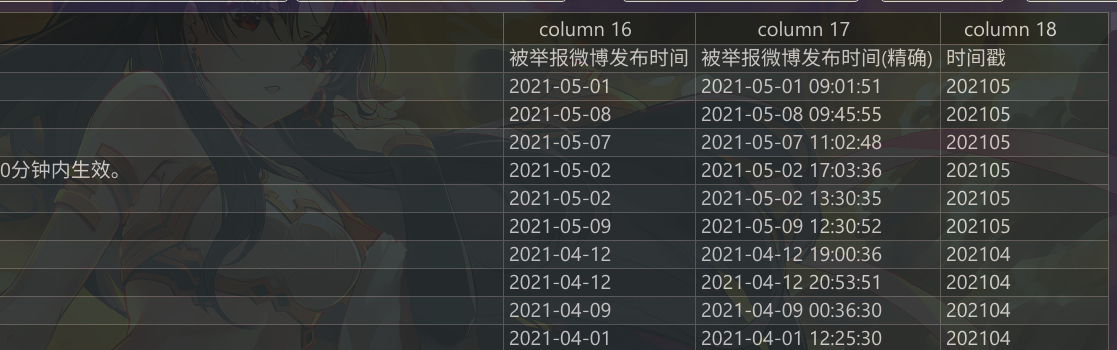 column 16 column 17 column 18
被举报微博发布时间 被举报微博发布时间(精确) 时间戳
2021-05-01 2021-05-01 09:01:51 202105
2021-05-08 2021-05-08 09:45:55 202105
2021-05-07 2021-05-07 11:02:48 202105
0分钟内生效。 2021-05-02 2021-05-02 17:03:36 202105
2021-05-02 2021-05-02 13:30:35 202105
2021-05-09 2021-05-09 12:30:52 202105
2021-04-12 2021-04-12 19:00:36 202104
2021-04-12 2021-04-12 20:53:51 202104
2021-04-09 2021-04-09 00:36:30 202104
2021-04-01 2021-04-01 12:25:30 202104